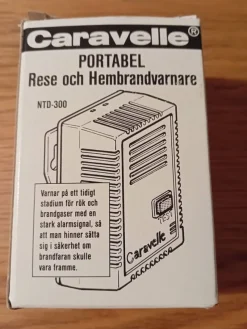 Caravelle®
PORTABEL
Rese och Hembrandvarnare
NTD-300
Varnar på ett tidigt
stadium för rök och
brandgaser med en
stark alarmsignal, så
att man hinner sätta
sig i säkerhet om
brandfaran skulle
vara framme.
TEST
Caravelle